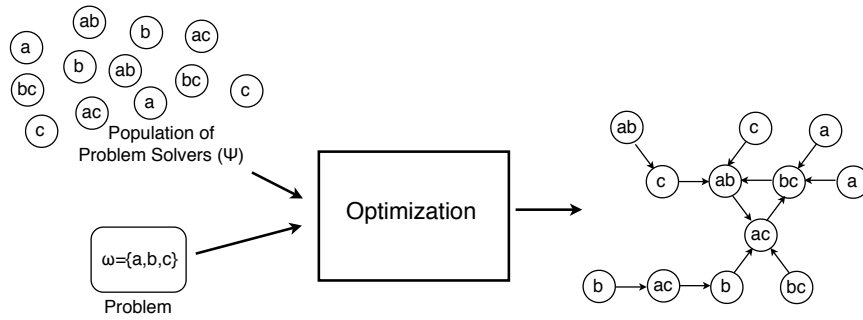 ab
b
ac
a
b
ab
bc
bc
c
ac
a
c
Population of
Problem Solvers (Ψ)
ω={a,b,c}
Problem
Optimization
ab
c
a
c
ab
bc
a
ac
b
ac
b
bc